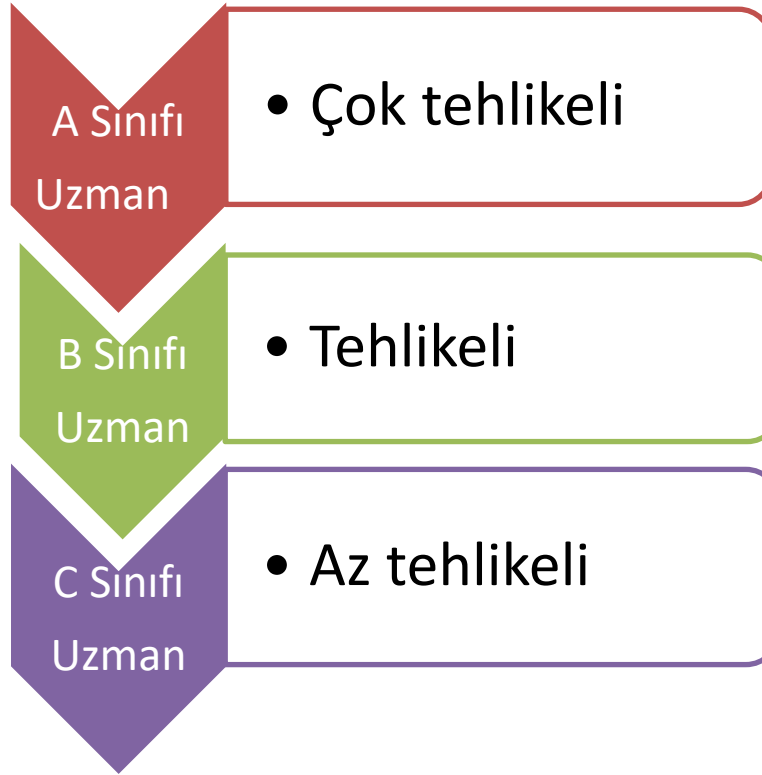 A Sınıfı
Uzman
• Çok tehlikeli
B Sınıfı
Uzman
• Tehlikeli
C Sınıfı
Uzman
• Az tehlikeli